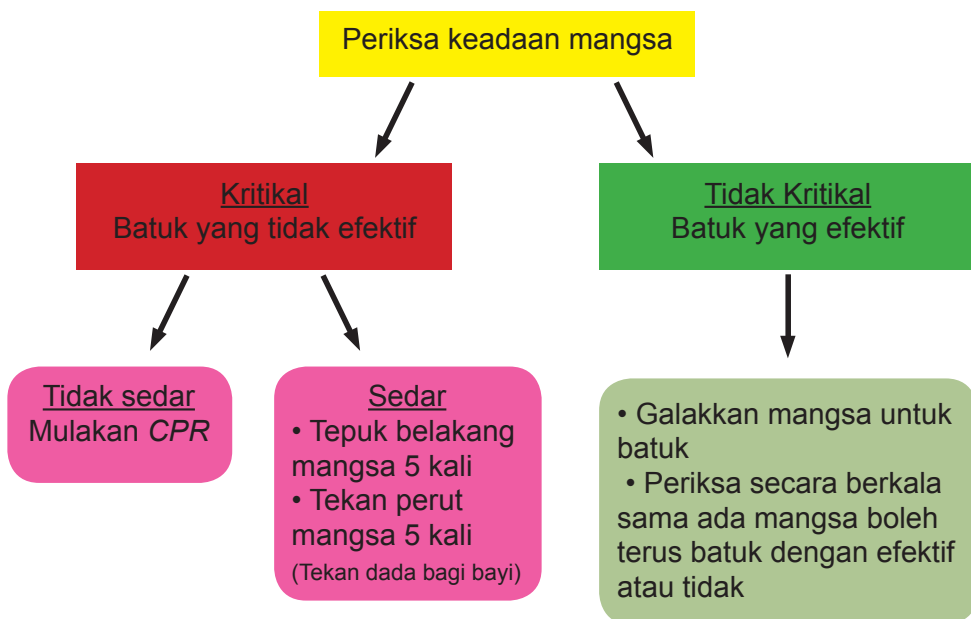 Periksa keadaan mangsa
Kritikal
Batuk yang tidak efektif
Tidak Kritikal
Batuk yang efektif
Tidak sedar
Mulakan CPR
Sedar
• Tepuk belakang
mangsa 5 kali
• Tekan perut
mangsa 5 kali
(Tekan dada bagi bayi)
• Galakkan mangsa untuk
batuk
• Periksa secara berkala
sama ada mangsa boleh
terus batuk dengan efektif
atau tidak